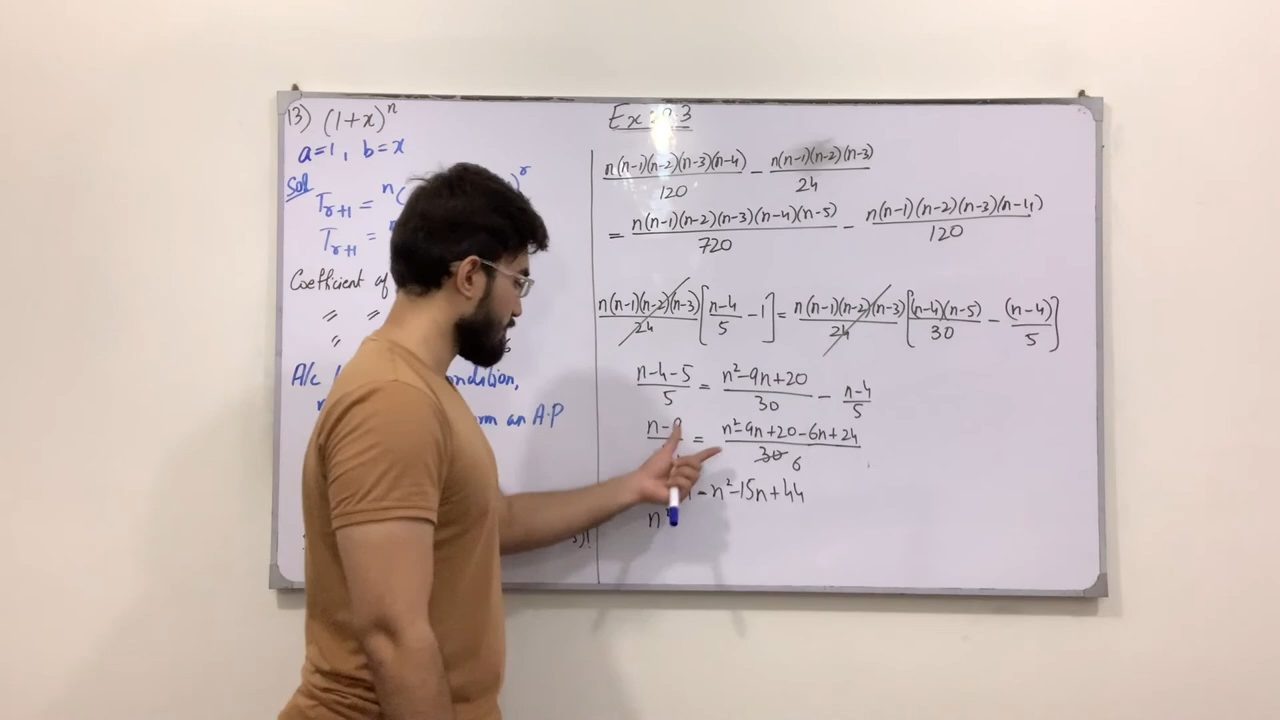 13) (1+x)^n
a=1, b=x
Sol
T_{r+1} = ^n( )^r
T_{r+1} =
Coefficient of
〃 〃
〃
A/c condition,
an A.P
Ex :
n(n-1)(n-2)(n-3)(n-4)/120 - n(n-1)(n-2)(n-3)/24
= n(n-1)(n-2)(n-3)(n-4)(n-5)/720 - n(n-1)(n-2)(n-3)(n-4)/120
n(n-1)(n-2)(n-3)/24 [n-4/5 - 1] = n(n-1)(n-2)(n-3)/24 [(n-4)(n-5)/30 - (n-4)/5]
n-4-5/5 = n²-9n+20/30 - n-4/5
n- = n²-9n+20-6n+24/30 6
- n²-15n+44
n²